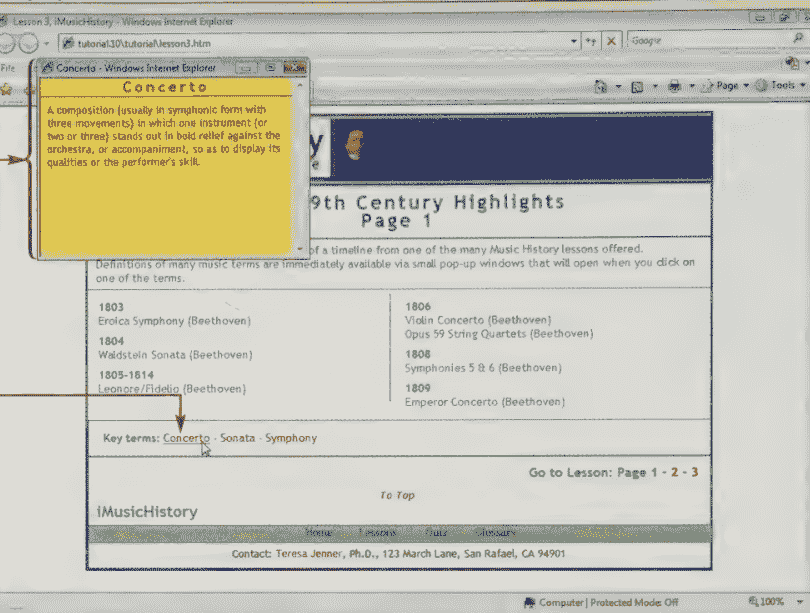 Lesson 3, iMusicHistory - Windows Internet Explorer
tutorial30\tutorial\lesson3.htm
Google
File
Page
Tools
Concerto - Windows Internet Explorer
Concerto
A composition (usually in symphonic form with
three movements) in which one instrument (or
two or three) stands out in bold relief against the
orchestra, or accompaniment, so as to display its
qualities or the performer's skill.
y
e
9th Century Highlights
Page 1
of a timeline from one of the many Music History lessons offered.
Definitions of many music terms are immediately available via small pop-up windows that will open when you click on
one of the terms.
1803
Eroica Symphony (Beethoven)
1804
Waldstein Sonata (Beethoven)
1805-1814
Leonore/Fidelio (Beethoven)
1806
Violin Concerto (Beethoven)
Opus 59 String Quartets (Beethoven)
1808
Symphonies 5 & 6 (Beethoven)
1809
Emperor Concerto (Beethoven)
Key terms: Concerto - Sonata - Symphony
Go to Lesson: Page 1 - 2 - 3
To Top
iMusicHistory
Home Lessons Quiz Glossary
Contact: Teresa Jenner, Ph.D., 123 March Lane, San Rafael, CA 94901
Computer | Protected Mode: Off
100%